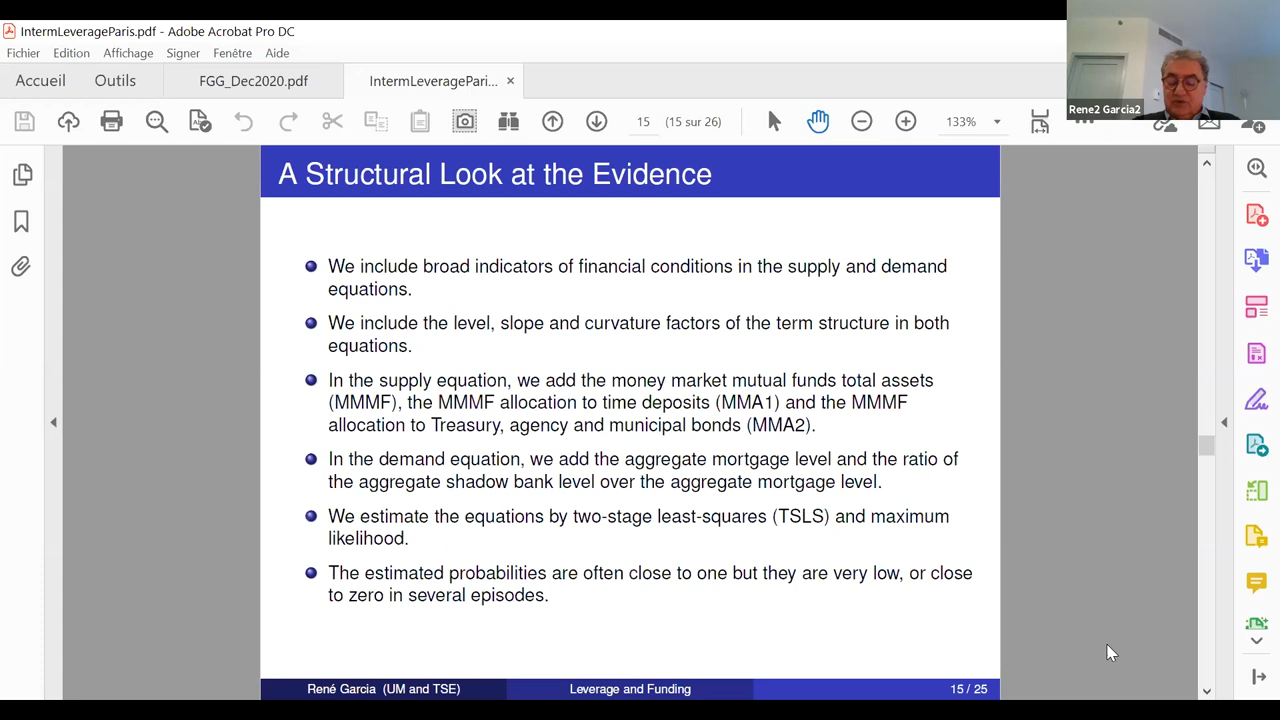 IntermLeverageParis.pdf - Adobe Acrobat Pro DC
Fichier Edition Affichage Signer Fenêtre Aide
Accueil Outils FGG_Dec2020.pdf IntermLeveragePari... ×
15 (15 sur 26) 133%
Rene2 Garcia2
A Structural Look at the Evidence
We include broad indicators of financial conditions in the supply and demand
equations.
We include the level, slope and curvature factors of the term structure in both
equations.
In the supply equation, we add the money market mutual funds total assets
(MMMF), the MMMF allocation to time deposits (MMA1) and the MMMF
allocation to Treasury, agency and municipal bonds (MMA2).
In the demand equation, we add the aggregate mortgage level and the ratio of
the aggregate shadow bank level over the aggregate mortgage level.
We estimate the equations by two-stage least-squares (TSLS) and maximum
likelihood.
The estimated probabilities are often close to one but they are very low, or close
to zero in several episodes.
René Garcia (UM and TSE) Leverage and Funding 15 / 25